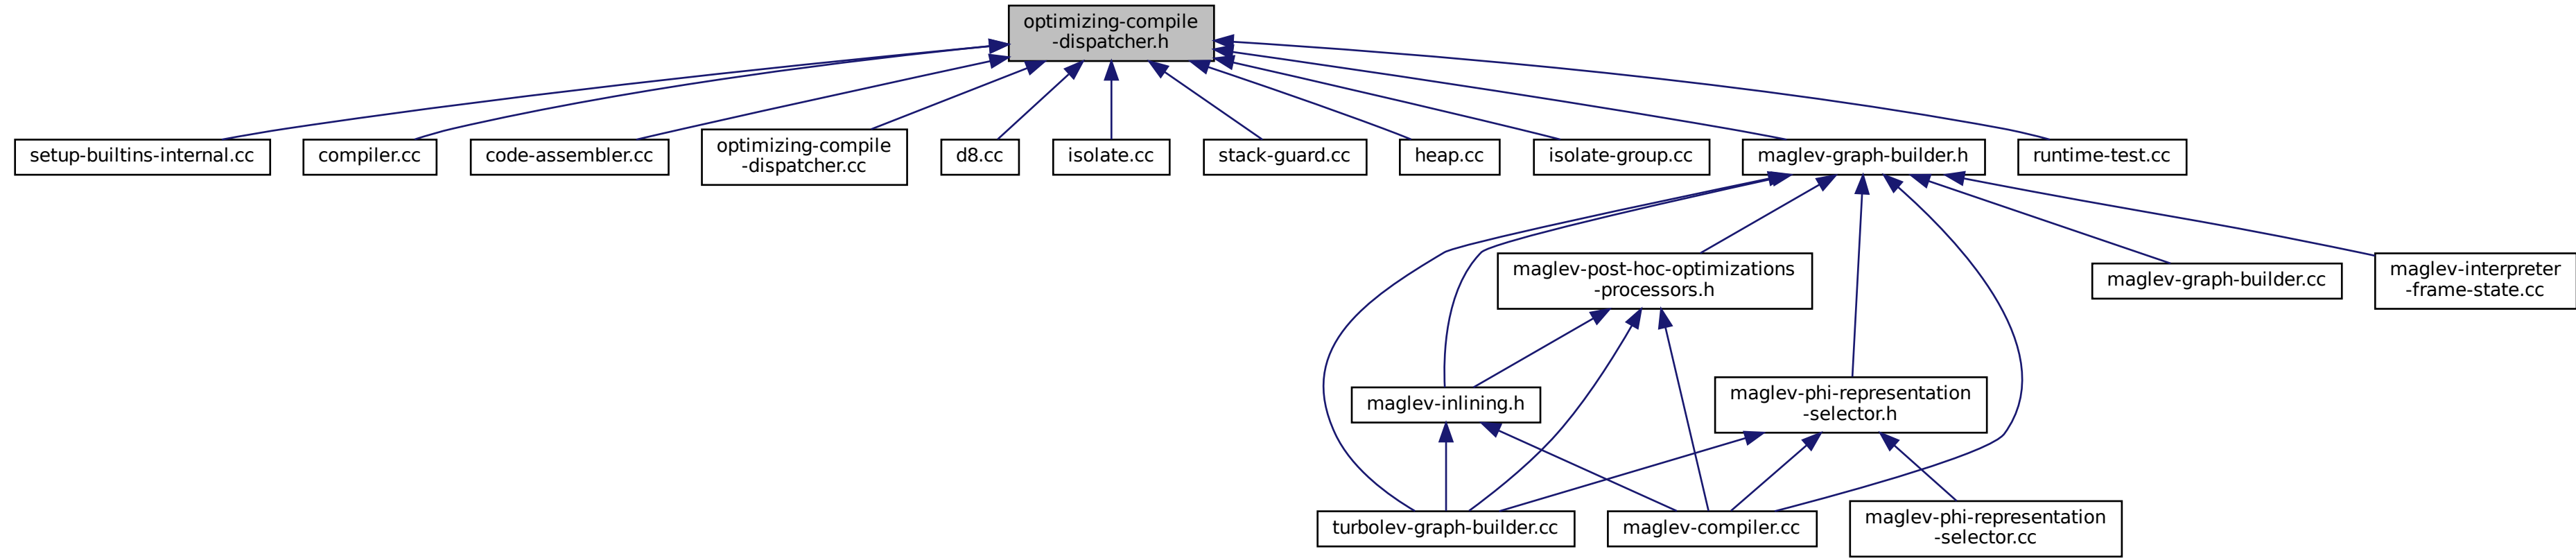 optimizing-compile
-dispatcher.h
setup-builtins-internal.cc
compiler.cc
code-assembler.cc
optimizing-compile
-dispatcher.cc
d8.cc
isolate.cc
stack-guard.cc
heap.cc
isolate-group.cc
maglev-graph-builder.h
runtime-test.cc
maglev-post-hoc-optimizations
-processors.h
maglev-graph-builder.cc
maglev-interpreter
-frame-state.cc
maglev-inlining.h
maglev-phi-representation
-selector.h
turbolev-graph-builder.cc
maglev-compiler.cc
maglev-phi-representation
-selector.cc